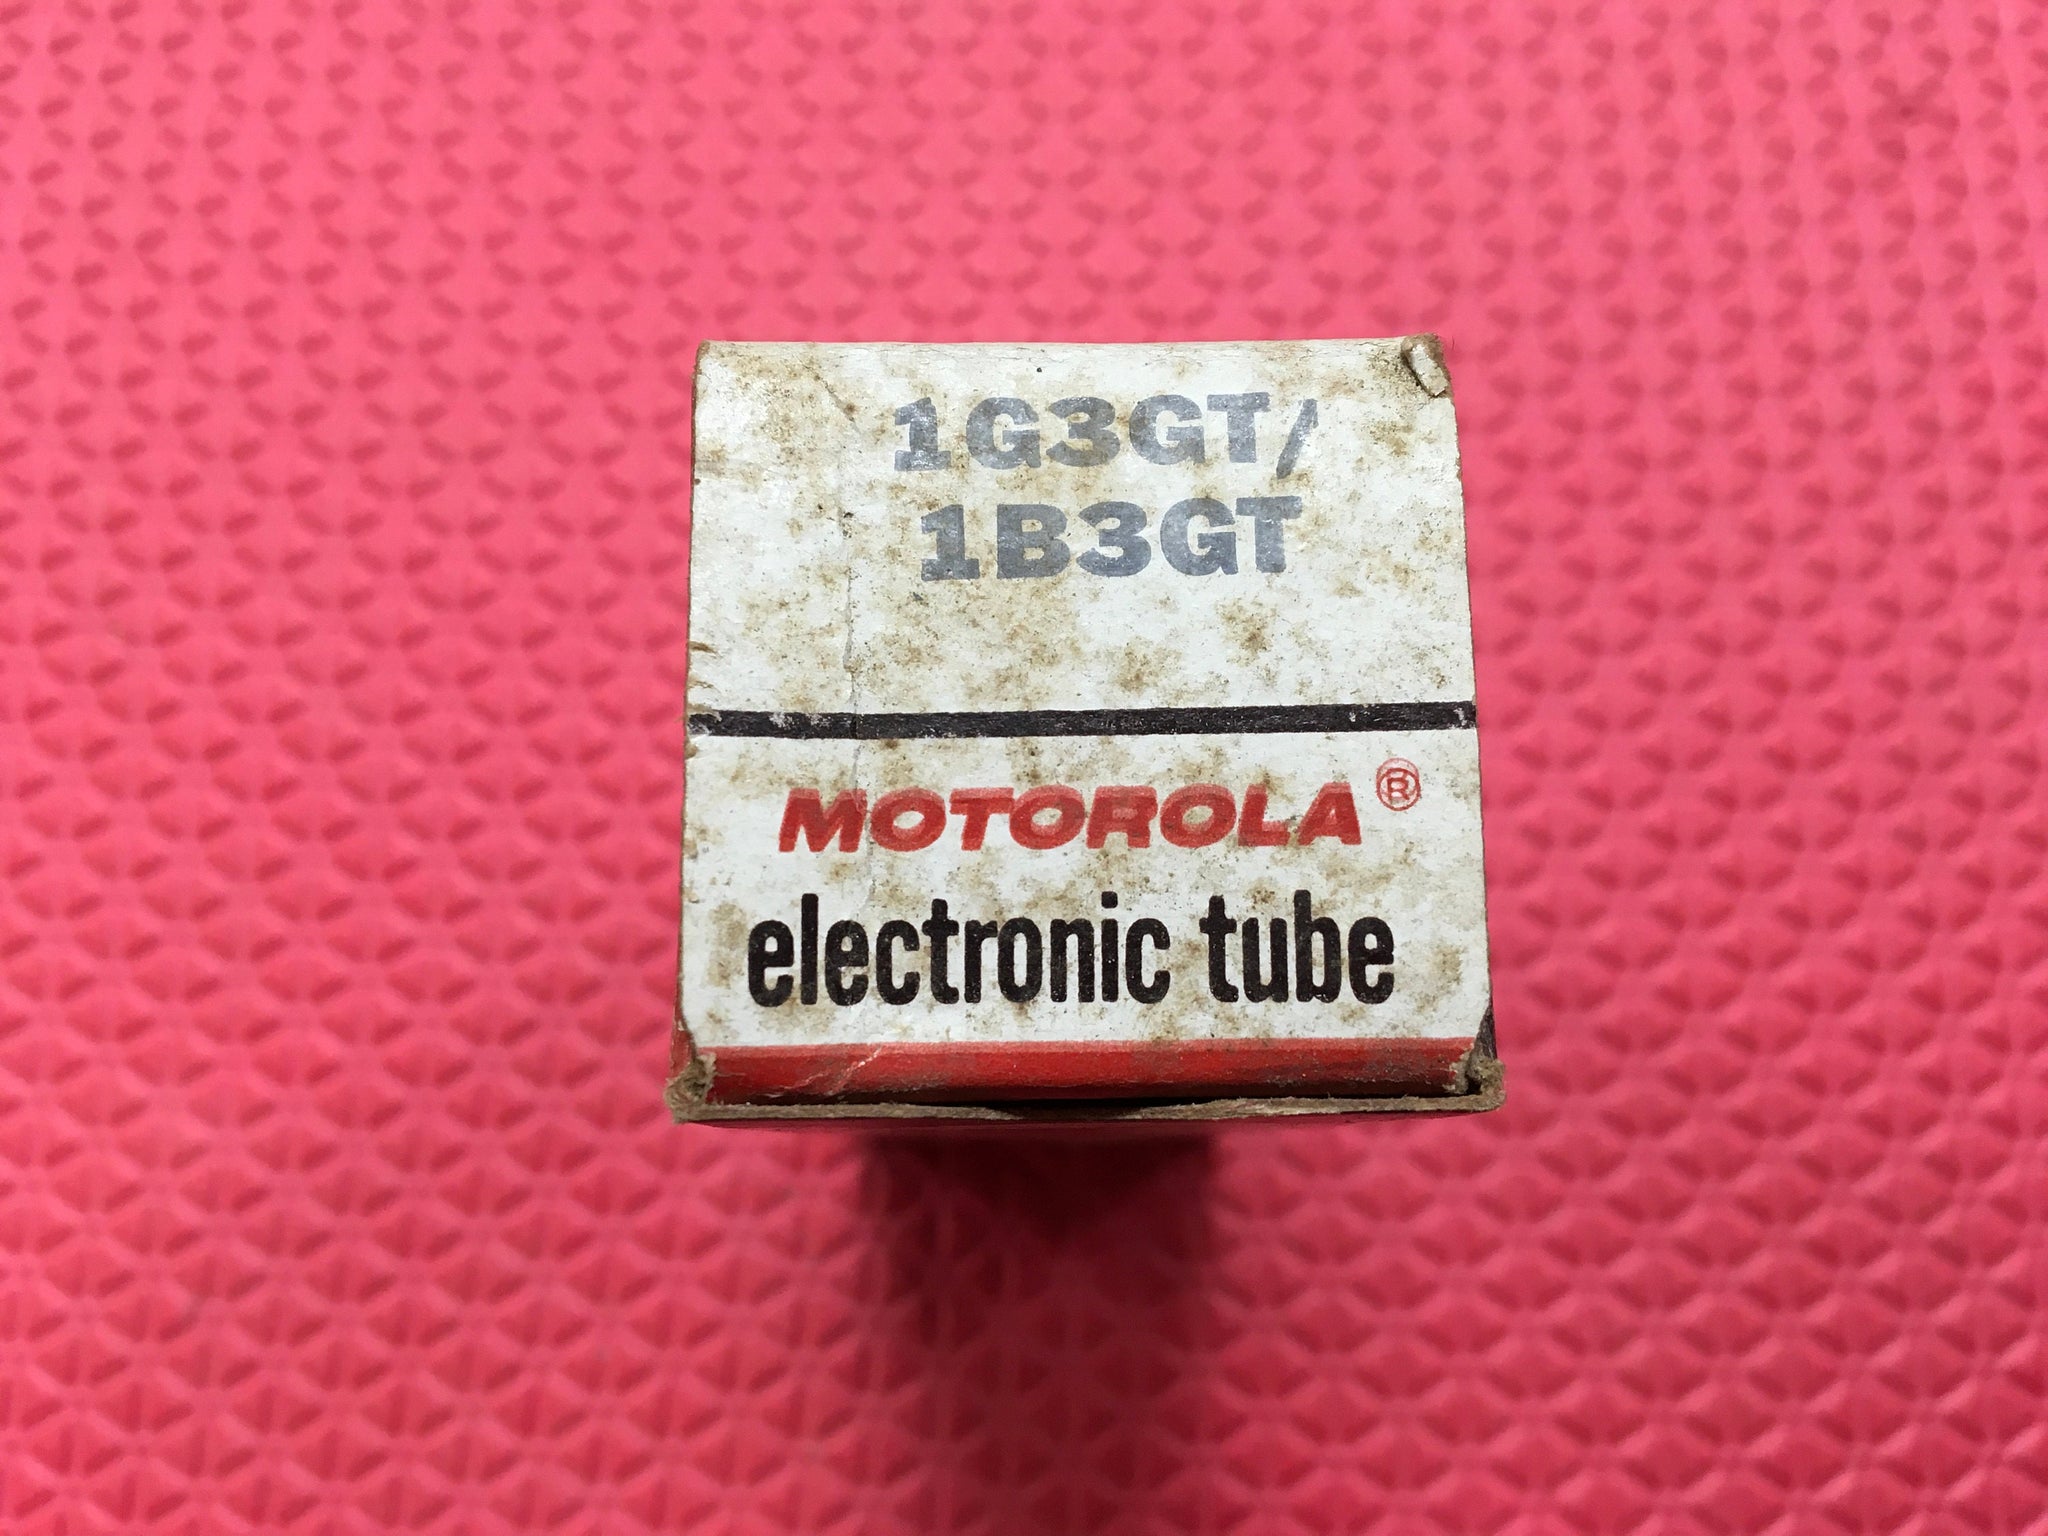 1G3GT/
1B3GT
MOTOROLA®
electronic tube